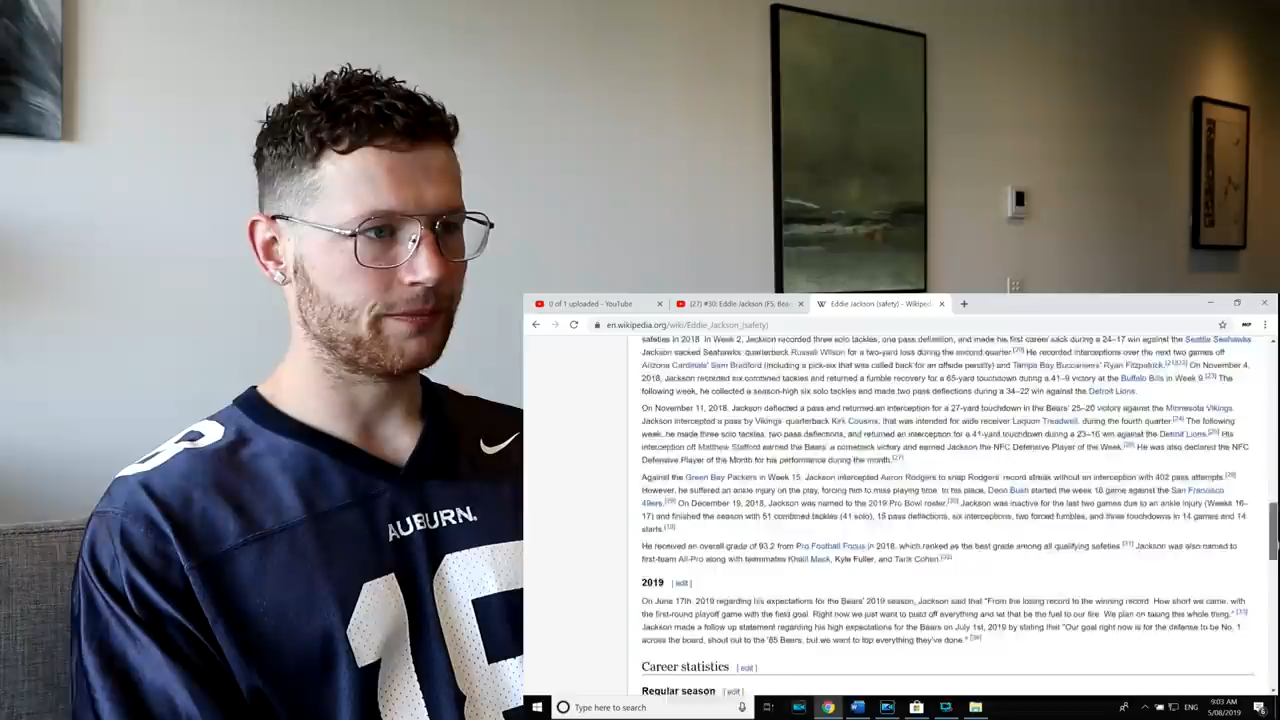 0 of 1 uploaded - YouTube
(27) #30: Eddie Jackson (FS, Bea
Eddie Jackson (safety) - Wikiped
en.wikipedia.org/wiki/Eddie_Jackson_(safety)
safeties in 2018. In Week 2, Jackson recorded three solo tackles, one pass deflection, and made his first career sack during a 24–17 win against the Seattle Seahawks.
Jackson sacked Seahawks' quarterback Russell Wilson for a two-yard loss during the second quarter. He recorded interceptions over the next two games off
Arizona Cardinals' Sam Bradford (including a pick-six that was called back for an offside penalty) and Tampa Bay Buccaneers' Ryan Fitzpatrick. On November 4,
2018, Jackson recorded six combined tackles and returned a fumble recovery for a 65-yard touchdown during a 41–9 victory at the Buffalo Bills in Week 9. The
following week, he collected a season-high six solo tackles and made two pass deflections during a 34–22 win against the Detroit Lions.
On November 11, 2018, Jackson deflected a pass and returned an interception for a 27-yard touchdown in the Bears' 25–20 victory against the Minnesota Vikings.
Jackson intercepted a pass by Vikings' quarterback Kirk Cousins, that was intended for wide receiver Laquon Treadwell, during the fourth quarter. The following
week, he made three solo tackles, two pass deflections, and returned an interception for a 41-yard touchdown during a 23–16 win against the Detroit Lions. His
interception off Matthew Stafford earned the Bears' a comeback victory and earned Jackson the NFC Defensive Player of the Week. He was also declared the NFC
Defensive Player of the Month for his performance during the month.
Against the Green Bay Packers in Week 15, Jackson intercepted Aaron Rodgers to snap Rodgers' record streak without an interception with 402 pass attempts.
However, he suffered an ankle injury on the play, forcing him to miss playing time. In his place, Deon Bush started the week 16 game against the San Francisco
49ers. On December 19, 2018, Jackson was named to the 2019 Pro Bowl roster. Jackson was inactive for the last two games due to an ankle injury (Weeks 16–
17) and finished the season with 51 combined tackles (41 solo), 15 pass deflections, six interceptions, two forced fumbles, and three touchdowns in 14 games and 14
starts.
He received an overall grade of 93.2 from Pro Football Focus in 2018, which ranked as the best grade among all qualifying safeties. Jackson was also named to
first-team All-Pro along with teammates Khalil Mack, Kyle Fuller, and Tarik Cohen.
2019 [edit]
On June 17th, 2019 regarding his expectations for the Bears' 2019 season, Jackson said that "From the losing record to the winning record. How short we came, with
the first-round playoff game with the field goal. Right now we just want to build off everything and let that be the fuel to our fire. We plan on taking this whole thing."
Jackson made a follow up statement regarding his high expectations for the Bears on July 1st, 2019 by stating that "Our goal right now is for the defense to be No. 1
across the board, shout out to the '85 Bears, but we want to top everything they've done."
Career statistics [edit]
Regular season [edit]
Type here to search
ENG
9:03 AM
5/08/2019
AUBURN.
18